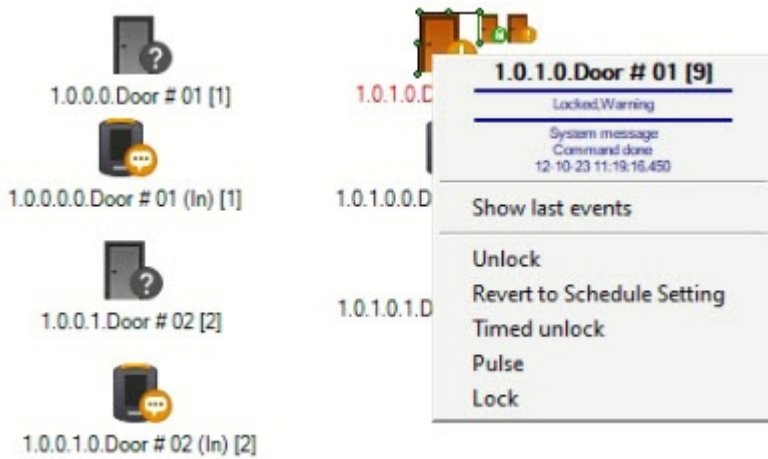 1.0.0.0.Door # 01 [1]
1.0.0.0.0.Door # 01 (In) [1]
1.0.0.1.Door # 02 [2]
1.0.0.1.0.Door # 02 (In) [2]
1.0.1.0.D
1.0.1.0.0.D
1.0.1.0.1.D
1.0.1.0.Door # 01 [9]
Locked,Warning
System message
Command done
12-10-23 11:19:16.450
Show last events
Unlock
Revert to Schedule Setting
Timed unlock
Pulse
Lock